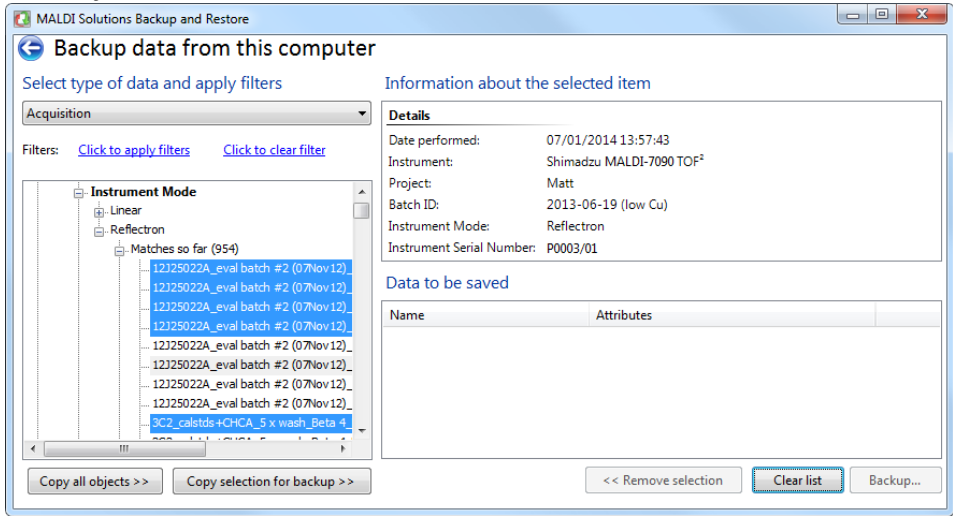 MALDI Solutions Backup and Restore
Backup data from this computer
Select type of data and apply filters
Acquisition
Filters: Click to apply filters Click to clear filter
Instrument Mode
Linear
Reflectron
Matches so far (954)
12J25022A_eval batch #2 (07Nov12)_
12J25022A_eval batch #2 (07Nov12)_
12J25022A_eval batch #2 (07Nov12)_
12J25022A_eval batch #2 (07Nov12)_
12J25022A_eval batch #2 (07Nov12)_
12J25022A_eval batch #2 (07Nov12)_
12J25022A_eval batch #2 (07Nov12)_
12J25022A_eval batch #2 (07Nov12)_
3C2_calstds+CHCA_5 x wash_Beta 4_
Copy all objects >> Copy selection for backup >>
Information about the selected item
Details
Date performed: 07/01/2014 13:57:43
Instrument: Shimadzu MALDI-7090 TOF²
Project: Matt
Batch ID: 2013-06-19 (low Cu)
Instrument Mode: Reflectron
Instrument Serial Number: P0003/01
Data to be saved
Name Attributes
<< Remove selection Clear list Backup...